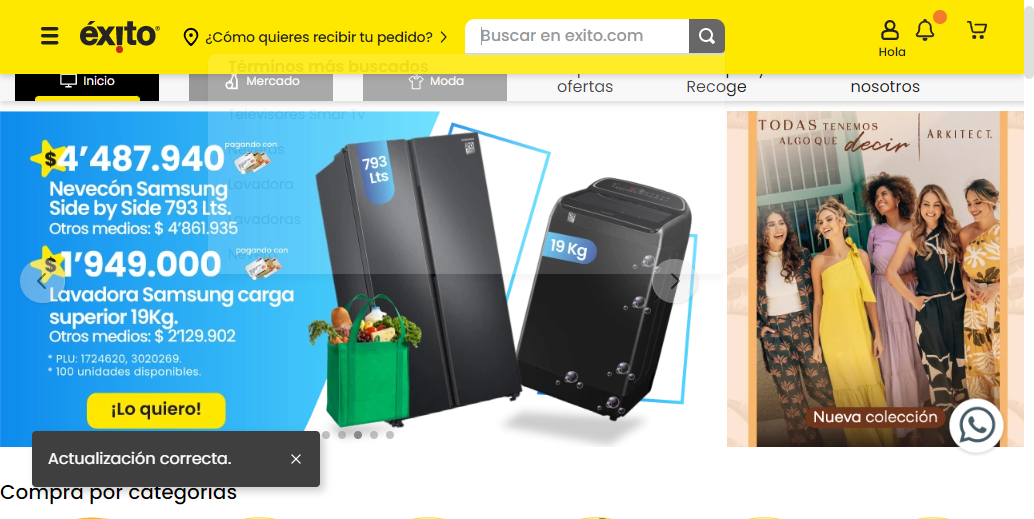 éxito
¿Cómo quieres recibir tu pedido?
Buscar en exito.com
Hola
Inicio
Términos más buscados
Mercado
Moda
ofertas
Recoge
nosotros
Televisores Smar Tv
Lavadora
$4'487.940
pagando con
Nevecón Samsung
Side by Side 793 Lts.
Otros medios: $ 4'861.935
$1'949.000
pagando con
Lavadora Samsung carga
superior 19Kg.
Otros medios: $ 2'129.902
* PLU: 1724620, 3020269.
* 100 unidades disponibles.
¡Lo quiero!
793
Lts
19 Kg
TODAS TENEMOS
ALGO QUE decir
ARKITECT.
Nueva colección
Actualización correcta.
Compra por categorías